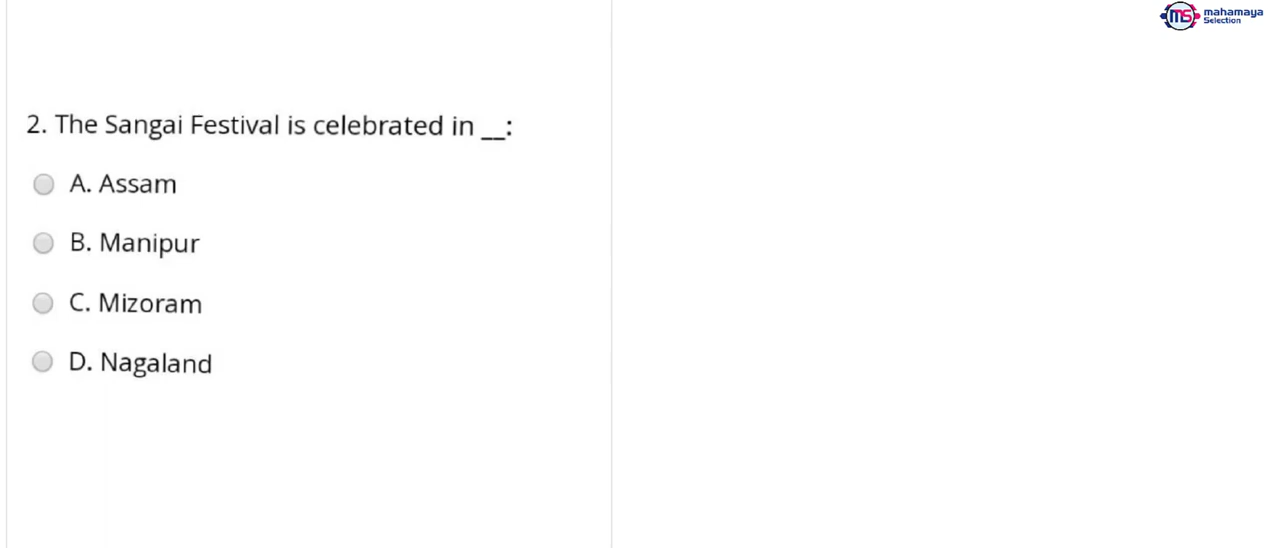 mahamaya
Selection
2. The Sangai Festival is celebrated in __:
A. Assam
B. Manipur
C. Mizoram
D. Nagaland